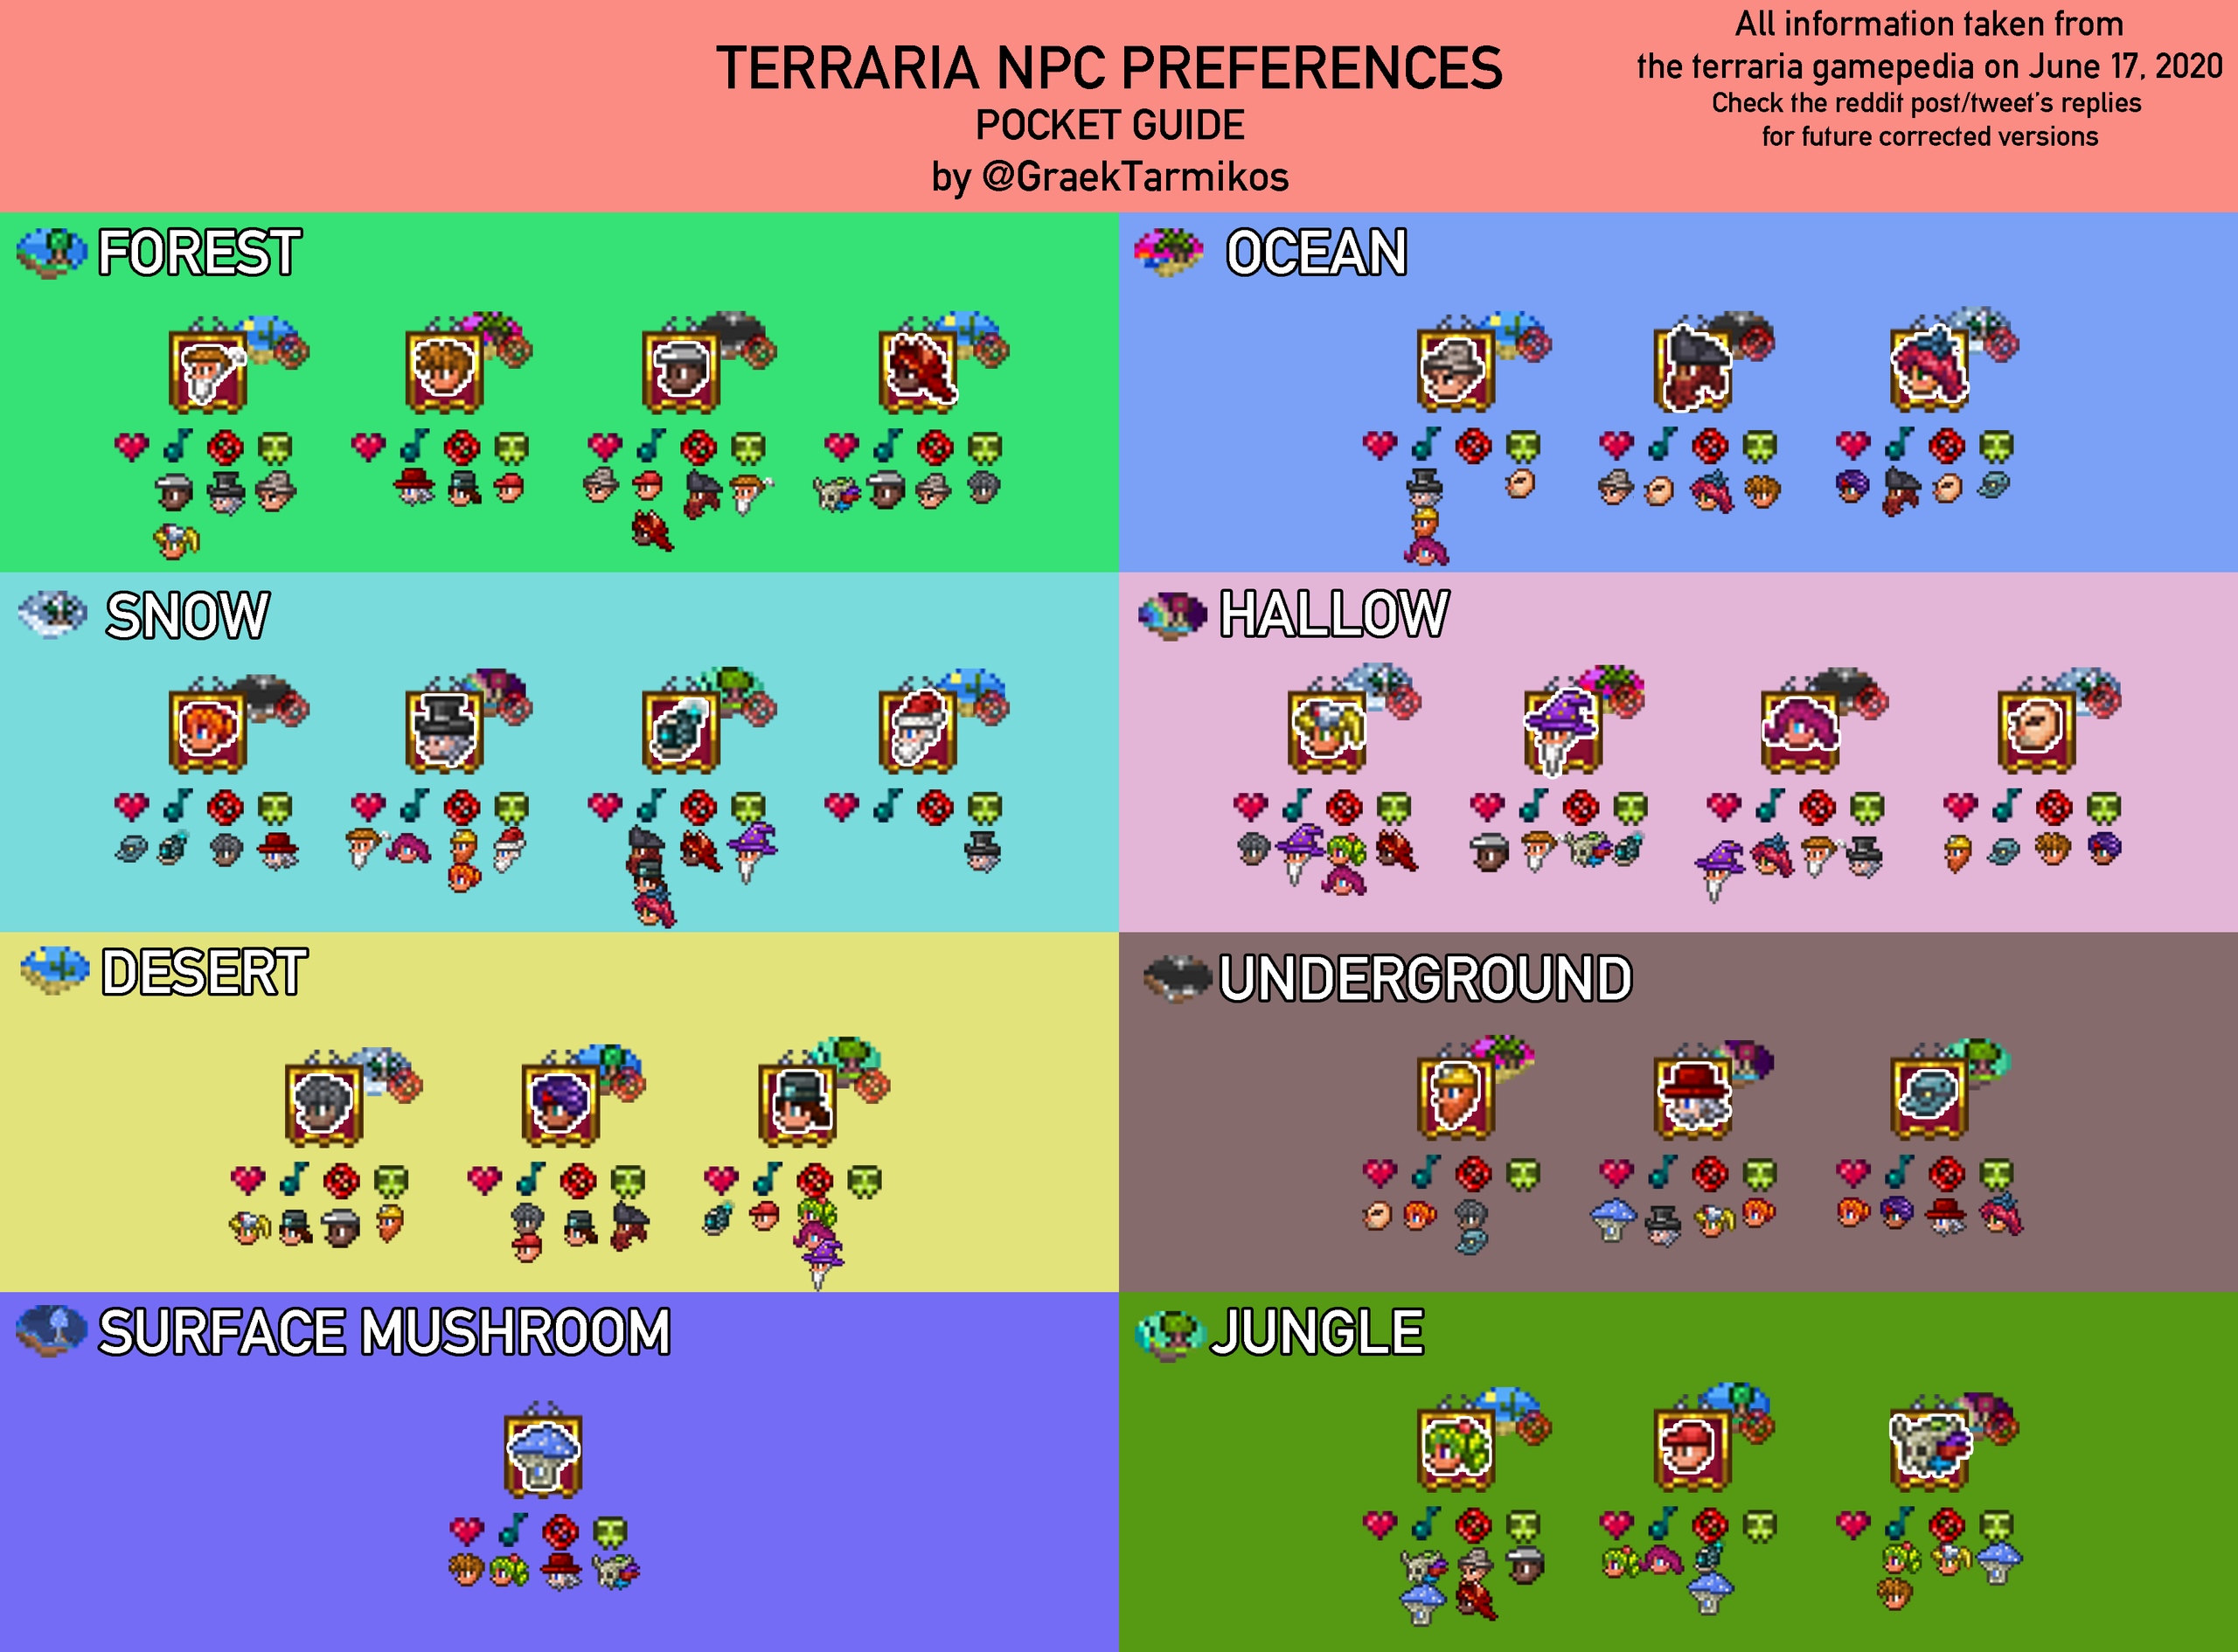 TERRARIA NPC PREFERENCES
POCKET GUIDE
by @GraekTarmikos
All information taken from
the terraria gamepedia on June 17, 2020
Check the reddit post/tweet's replies
for future corrected versions
FOREST
OCEAN
SNOW
HALLOW
DESERT
UNDERGROUND
SURFACE MUSHROOM
JUNGLE